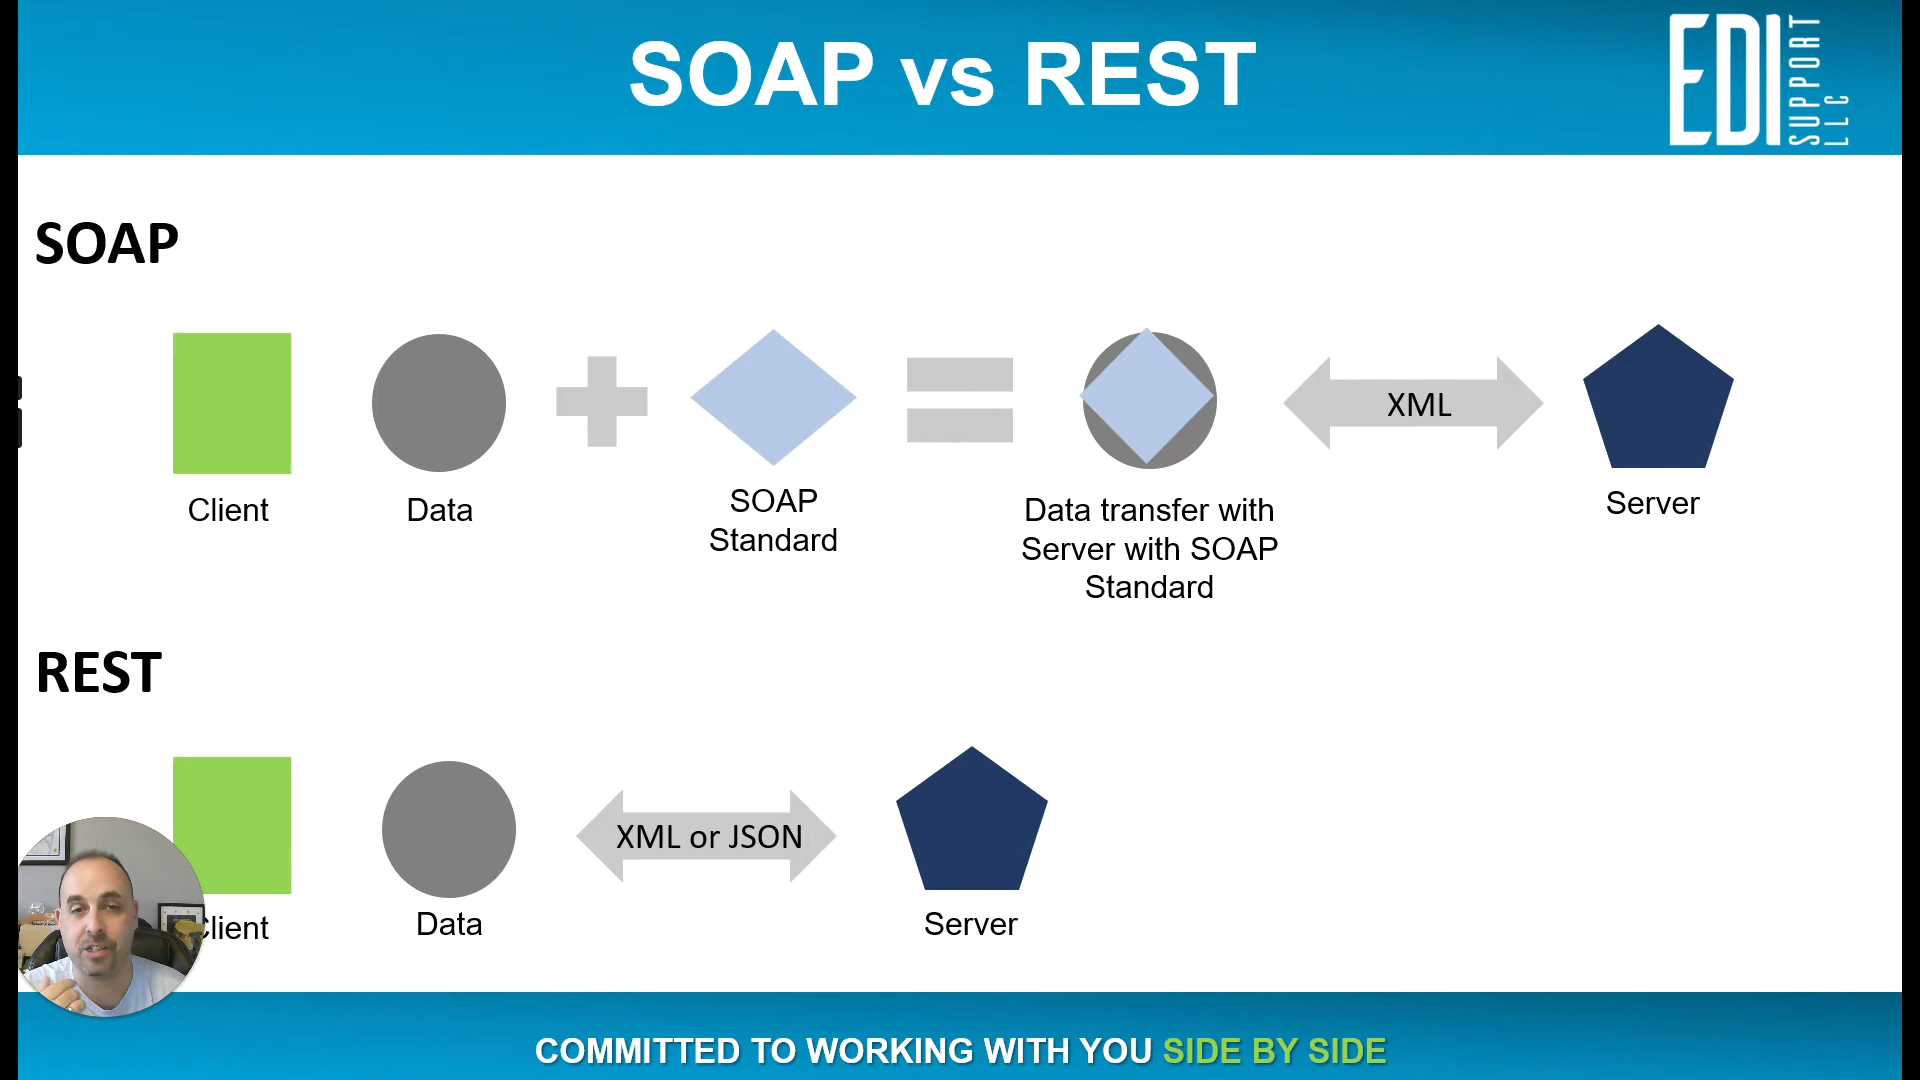 SOAP vs REST
EDI
SUPPORT
LLC
SOAP
Client
Data
SOAP
Standard
Data transfer with
Server with SOAP
Standard
XML
Server
REST
Client
Data
XML or JSON
Server
COMMITTED TO WORKING WITH YOU SIDE BY SIDE